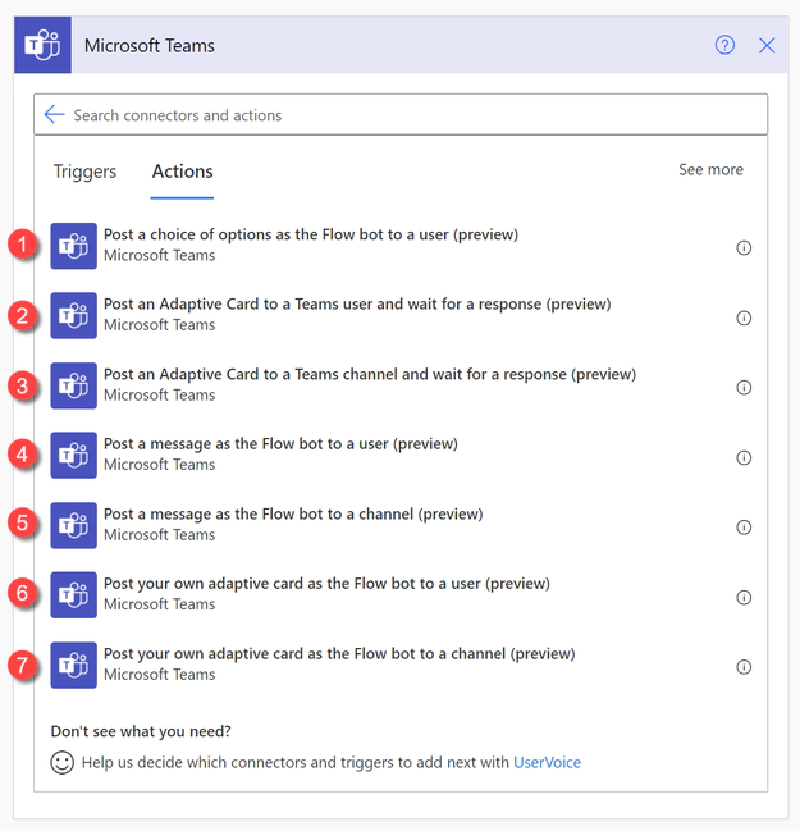 Microsoft Teams
Search connectors and actions
Triggers Actions See more
1 Post a choice of options as the Flow bot to a user (preview)
Microsoft Teams
2 Post an Adaptive Card to a Teams user and wait for a response (preview)
Microsoft Teams
3 Post an Adaptive Card to a Teams channel and wait for a response (preview)
Microsoft Teams
4 Post a message as the Flow bot to a user (preview)
Microsoft Teams
5 Post a message as the Flow bot to a channel (preview)
Microsoft Teams
6 Post your own adaptive card as the Flow bot to a user (preview)
Microsoft Teams
7 Post your own adaptive card as the Flow bot to a channel (preview)
Microsoft Teams
Don't see what you need?
Help us decide which connectors and triggers to add next with UserVoice